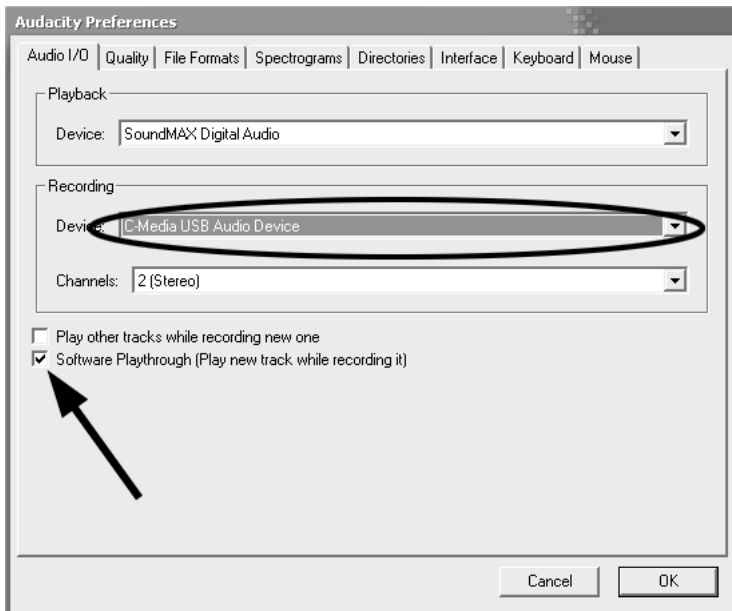 Audacity Preferences
Audio I/O Quality File Formats Spectrograms Directories Interface Keyboard Mouse
Playback
Device: SoundMAX Digital Audio
Recording
Device: C-Media USB Audio Device
Channels: 2 (Stereo)
Play other tracks while recording new one
Software Playthrough (Play new track while recording it)
Cancel OK